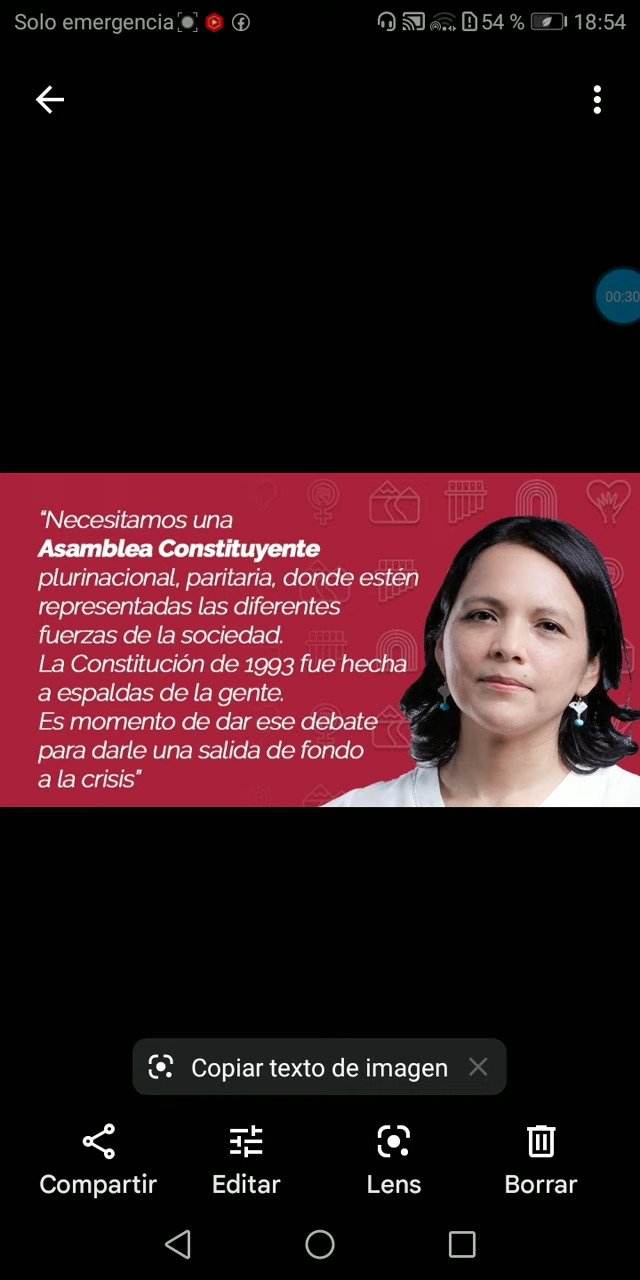 Solo emergencia 54 % 18:54
00:30
"Necesitamos una
Asamblea Constituyente
plurinacional, paritaria, donde estén
representadas las diferentes
fuerzas de la sociedad.
La Constitución de 1993 fue hecha
a espaldas de la gente.
Es momento de dar ese debate
para darle una salida de fondo
a la crisis"
Copiar texto de imagen
Compartir Editar Lens Borrar